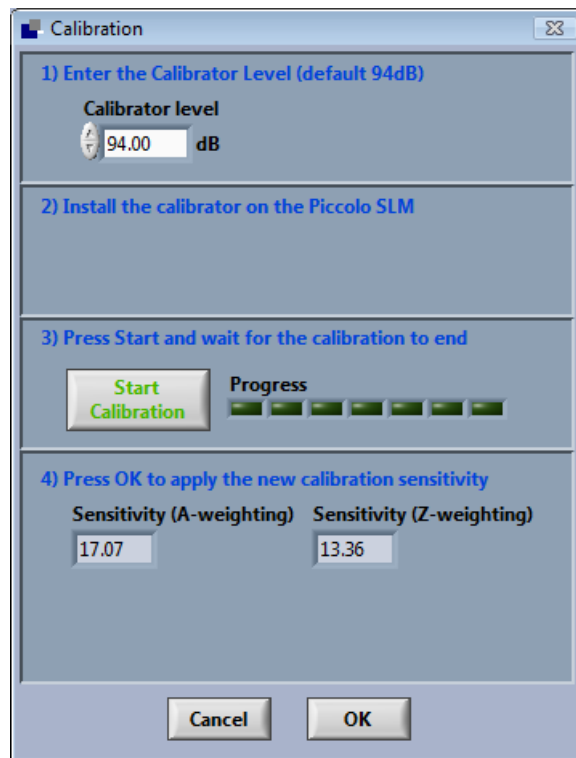 Calibration
1) Enter the Calibrator Level (default 94dB)
Calibrator level
94.00 dB
2) Install the calibrator on the Piccolo SLM
3) Press Start and wait for the calibration to end
Start
Calibration
Progress
4) Press OK to apply the new calibration sensitivity
Sensitivity (A-weighting) Sensitivity (Z-weighting)
17.07 13.36
Cancel OK